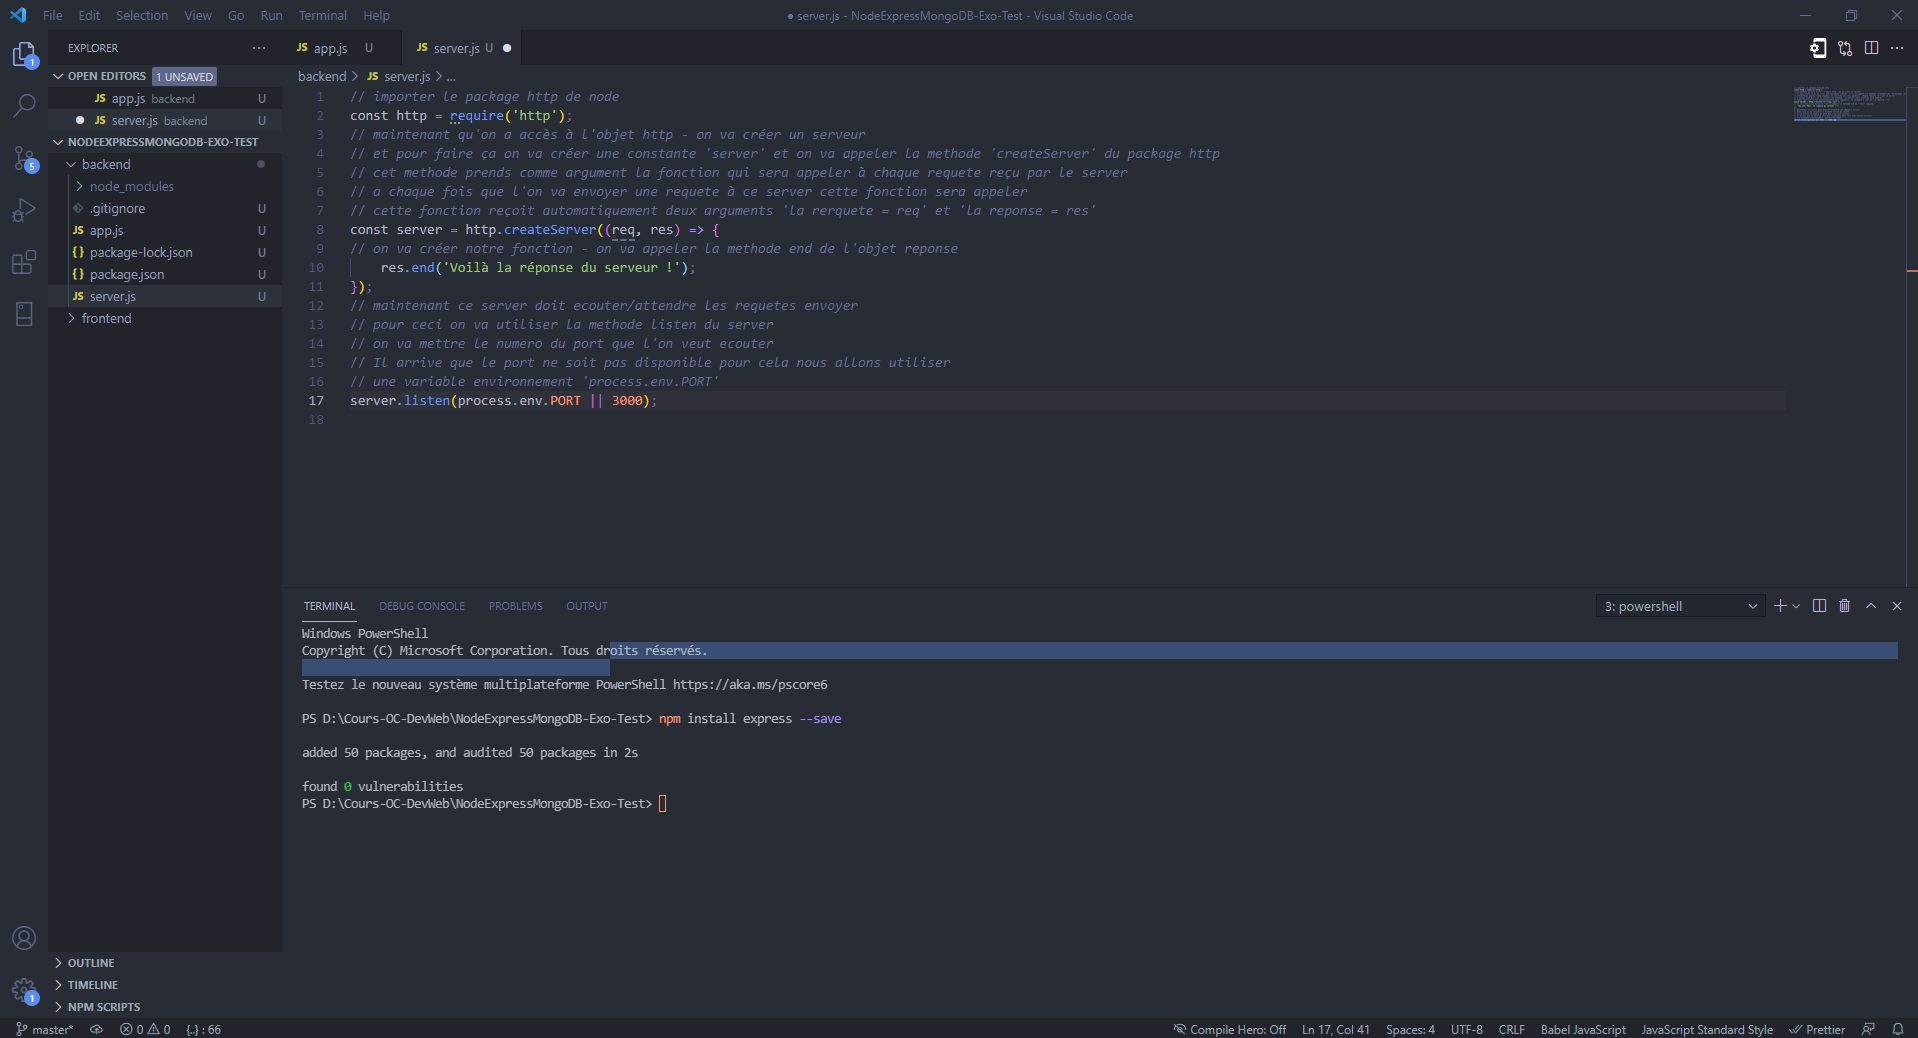 File Edit Selection View Go Run Terminal Help
● server.js - NodeExpressMongoDB-Exo-Test - Visual Studio Code
EXPLORER
JS app.js U
JS server.js U
OPEN EDITORS 1 UNSAVED
JS app.js backend U
JS server.js backend U
NODEEXPRESSMONGODB-EXO-TEST
backend
node_modules
.gitignore U
JS app.js U
{} package-lock.json U
{} package.json U
JS server.js U
frontend
OUTLINE
TIMELINE
NPM SCRIPTS
1
5
1
backend > JS server.js > ...
1 // importer le package http de node
2 const http = require('http');
3 // maintenant qu'on a accès à l'objet http - on va créer un serveur
4 // et pour faire ça on va créer une constante 'server' et on va appeler la methode 'createServer' du package http
5 // cet methode prends comme argument la fonction qui sera appeler à chaque requete reçu par le server
6 // a chaque fois que l'on va envoyer une requete à ce server cette fonction sera appeler
7 // cette fonction reçoit automatiquement deux arguments 'la rerquete = req' et 'la reponse = res'
8 const server = http.createServer((req, res) => {
9 // on va créer notre fonction - on va appeler la methode end de l'objet reponse
10 res.end('Voilà la réponse du serveur !');
11 });
12 // maintenant ce server doit ecouter/attendre les requetes envoyer
13 // pour ceci on va utiliser la methode listen du server
14 // on va mettre le numero du port que l'on veut ecouter
15 // Il arrive que le port ne soit pas disponible pour cela nous allons utiliser
16 // une variable environnement 'process.env.PORT'
17 server.listen(process.env.PORT || 3000);
18
TERMINAL DEBUG CONSOLE PROBLEMS OUTPUT
3: powershell
Windows PowerShell
Copyright (C) Microsoft Corporation. Tous droits réservés.
Testez le nouveau système multiplateforme PowerShell https://aka.ms/pscore6
PS D:\Cours-OC-DevWeb\NodeExpressMongoDB-Exo-Test> npm install express --save
added 50 packages, and audited 50 packages in 2s
found 0 vulnerabilities
PS D:\Cours-OC-DevWeb\NodeExpressMongoDB-Exo-Test>
master* 0 0 {..} : 66
Compile Hero: Off Ln 17, Col 41 Spaces: 4 UTF-8 CRLF Babel JavaScript JavaScript Standard Style Prettier